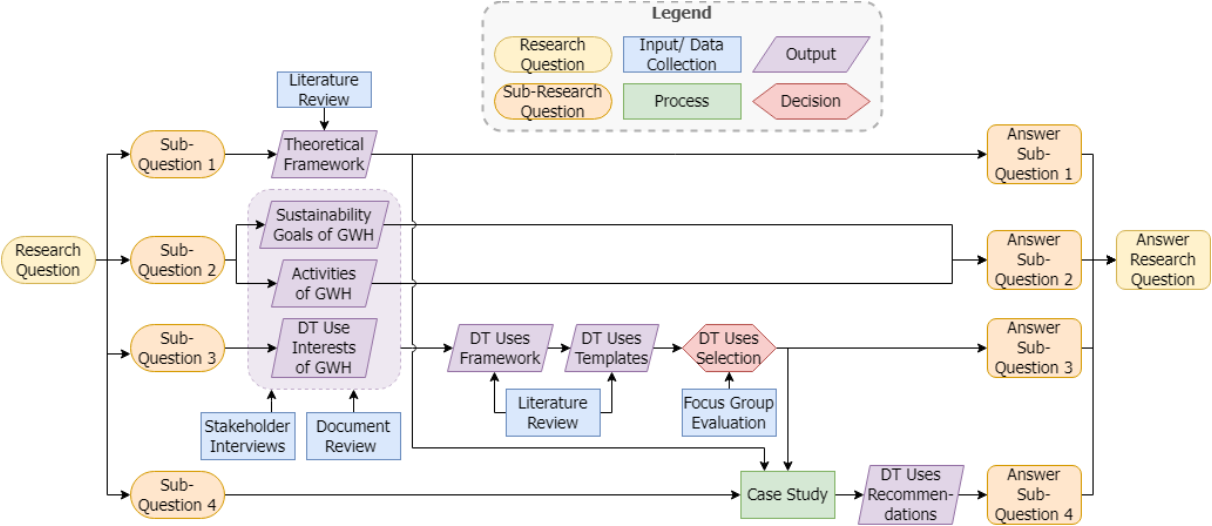 Legend
Research
Question
Input/ Data
Collection
Output
Sub-Research
Question
Process
Decision
Literature
Review
Sub-
Question 1
Theoretical
Framework
Answer
Sub-
Question 1
Sustainability
Goals of GWH
Research
Question
Sub-
Question 2
Activities
of GWH
Answer
Sub-
Question 2
Answer
Research
Question
Sub-
Question 3
DT Use
Interests
of GWH
DT Uses
Framework
DT Uses
Templates
DT Uses
Selection
Answer
Sub-
Question 3
Stakeholder
Interviews
Document
Review
Literature
Review
Focus Group
Evaluation
Sub-
Question 4
Case Study
DT Uses
Recommen-
dations
Answer
Sub-
Question 4